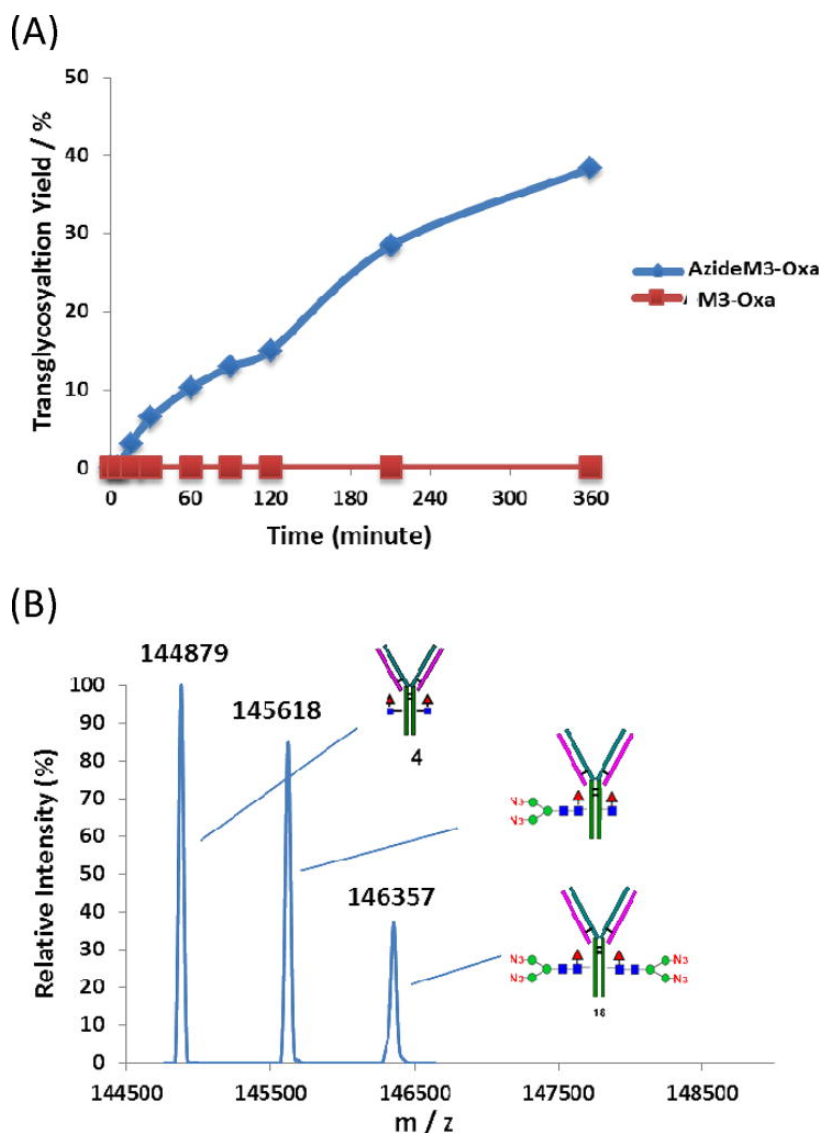 (A)
50
40
30
20
10
0
Transglycosyaltion Yield / %
0 60 120 180 240 300 360
Time (minute)
AzideM3-Oxa
M3-Oxa
(B)
144879
145618
146357
100
90
80
70
60
50
40
30
20
10
0
Relative Intensity (%)
4
N3
N3
N3 N3
N3 N3
18
144500 145500 146500 147500 148500
m / z